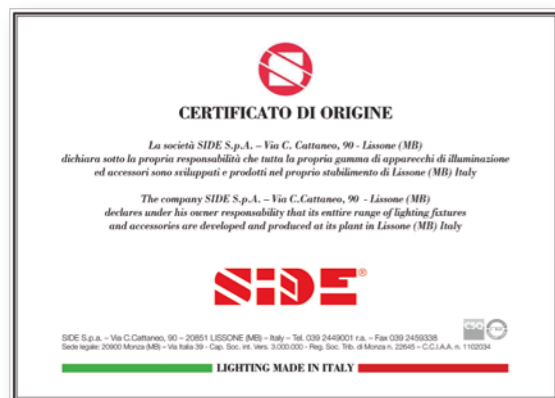 CERTIFICATO DI ORIGINE
La società SIDE S.p.A. – Via C. Cattaneo, 90 - Lissone (MB)
dichiara sotto la propria responsabilità che tutta la propria gamma di apparecchi di illuminazione
ed accessori sono sviluppati e prodotti nel proprio stabilimento di Lissone (MB) Italy
The company SIDE S.p.A. – Via C.Cattaneo, 90 - Lissone (MB)
declares under his owner responsability that its enttire range of lighting fixtures
and accessories are developed and produced at its plant in Lissone (MB) Italy
SIDE®
CSQ
SIDE S.p.a. – Via C.Cattaneo, 90 – 20851 LISSONE (MB) – Italy – Tel. 039 2449001 r.a. – Fax 039 2459338
Sede legale: 20900 Monza (MB) – Via Italia 39 - Cap. Soc. int. Vers. 3.000.000 - Reg. Soc. Trib. di Monza n. 22645 – C.C.I.A.A. n. 1102034
LIGHTING MADE IN ITALY